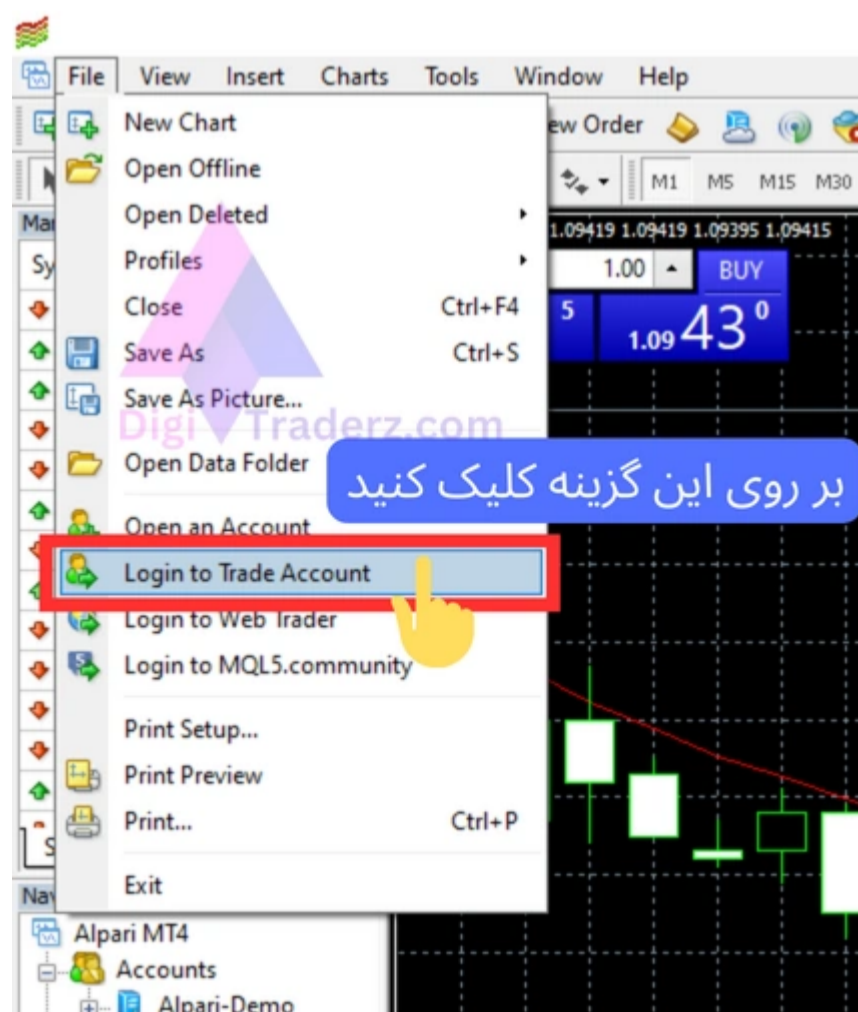 File View Insert Charts Tools Window Help
New Chart
Order
Open Offline
M1 M5 M15 M30
Open Deleted
1.09419 1.09419 1.09395 1.09415
Profiles
1.00 BUY
Close Ctrl+F4
5 1.09 43 0
Save As Ctrl+S
Save As Picture...
Digi Traderz.com
Open Data Folder
بر روی این گزینه کلیک کنید
Open an Account
Login to Trade Account
Login to Web Trader
Login to MQL5.community
Print Setup...
Print Preview
Print... Ctrl+P
Exit
Alpari MT4
Accounts
Alpari-Demo